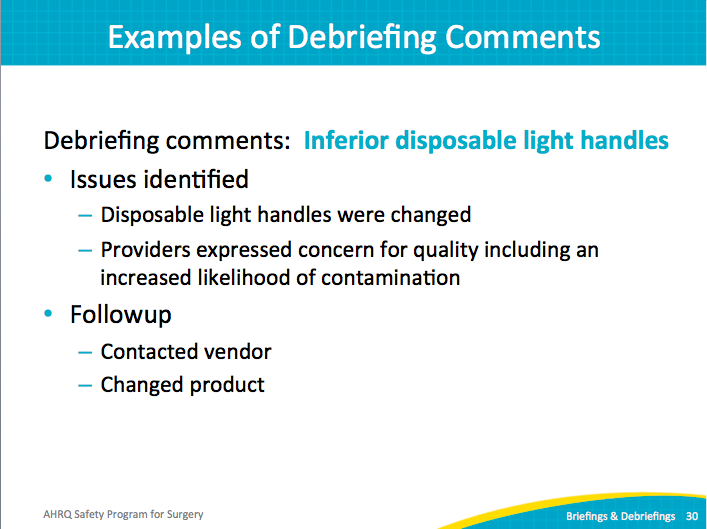 Examples of Debriefing Comments
Debriefing comments: Inferior disposable light handles
• Issues identified
– Disposable light handles were changed
– Providers expressed concern for quality including an
increased likelihood of contamination
• Followup
– Contacted vendor
– Changed product
AHRQ Safety Program for Surgery
Briefings & Debriefings 30